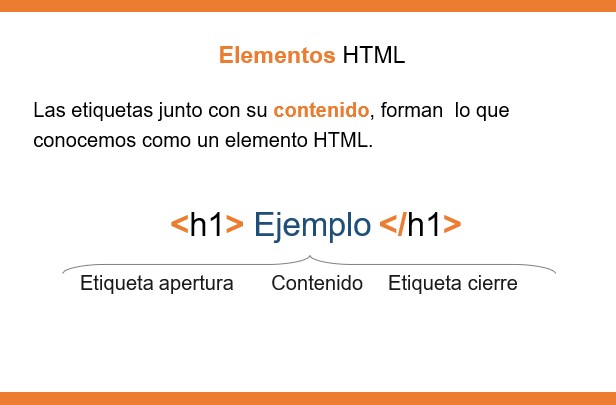 Elementos HTML
Las etiquetas junto con su contenido, forman  lo que
conocemos como un elemento HTML.
<h1> Ejemplo </h1>
Etiqueta apertura Contenido Etiqueta cierre